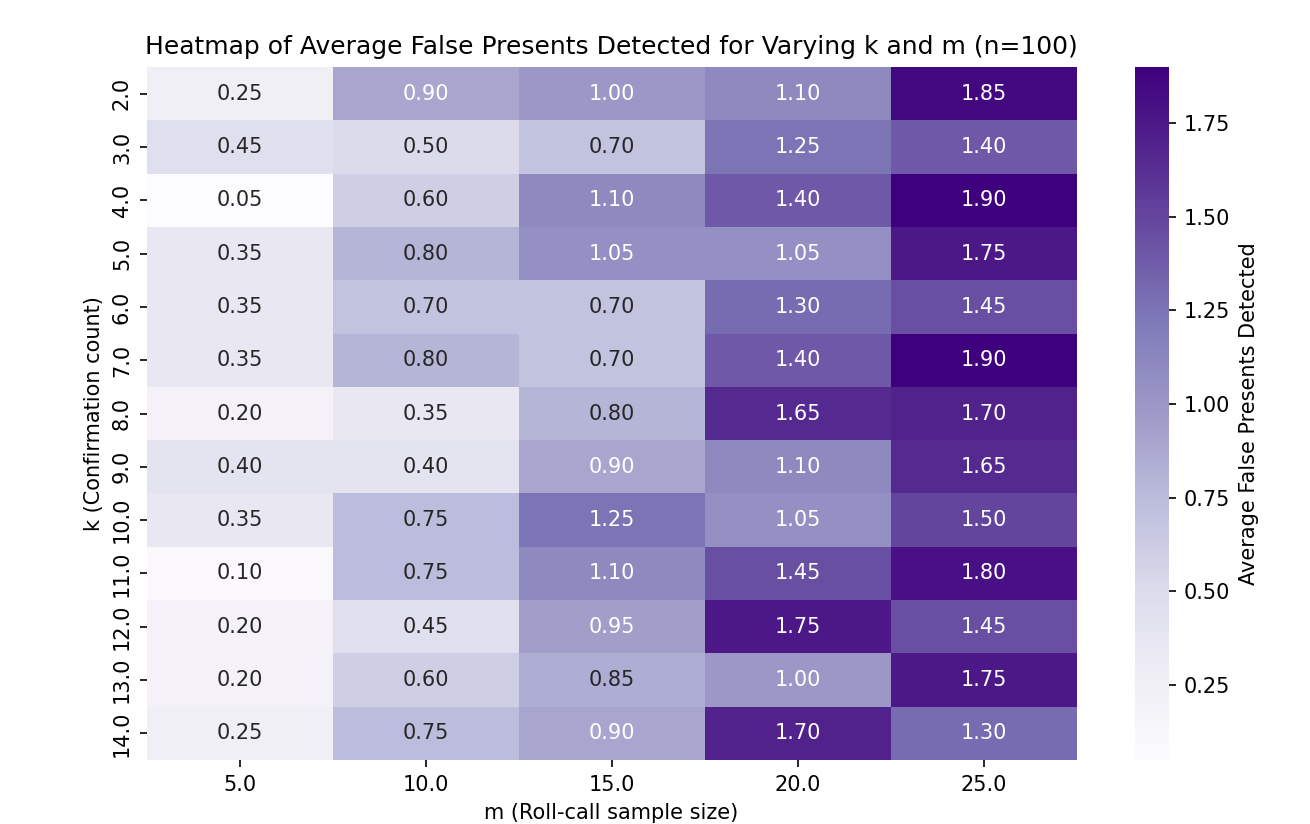 Heatmap of Average False Presents Detected for Varying k and m (n=100)
2.0 0.25 0.90 1.00 1.10 1.85
3.0 0.45 0.50 0.70 1.25 1.40
4.0 0.05 0.60 1.10 1.40 1.90
5.0 0.35 0.80 1.05 1.05 1.75
6.0 0.35 0.70 0.70 1.30 1.45
7.0 0.35 0.80 0.70 1.40 1.90
8.0 0.20 0.35 0.80 1.65 1.70
9.0 0.40 0.40 0.90 1.10 1.65
10.0 0.35 0.75 1.25 1.05 1.50
11.0 0.10 0.75 1.10 1.45 1.80
12.0 0.20 0.45 0.95 1.75 1.45
13.0 0.20 0.60 0.85 1.00 1.75
14.0 0.25 0.75 0.90 1.70 1.30
5.0 10.0 15.0 20.0 25.0
m (Roll-call sample size)
k (Confirmation count)
1.75
1.50
1.25
1.00
0.75
0.50
0.25
Average False Presents Detected